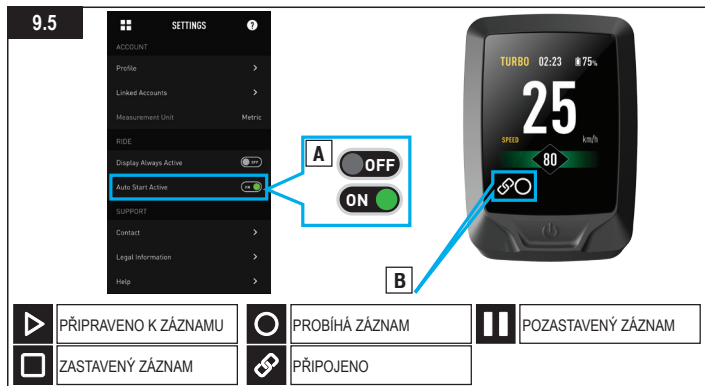 9.5
SETTINGS ?
ACCOUNT
Profile
Linked Accounts
Measurement Unit Metric
RIDE
Display Always Active OFF
Auto Start Active ON
SUPPORT
Contact
Legal Information
Help
A
OFF
ON
TURBO 02:23 75%
25
SPEED km/h
80
B
PŘIPRAVENO K ZÁZNAMU
PROBÍHÁ ZÁZNAM
POZASTAVENÝ ZÁZNAM
ZASTAVENÝ ZÁZNAM
PŘIPOJENO